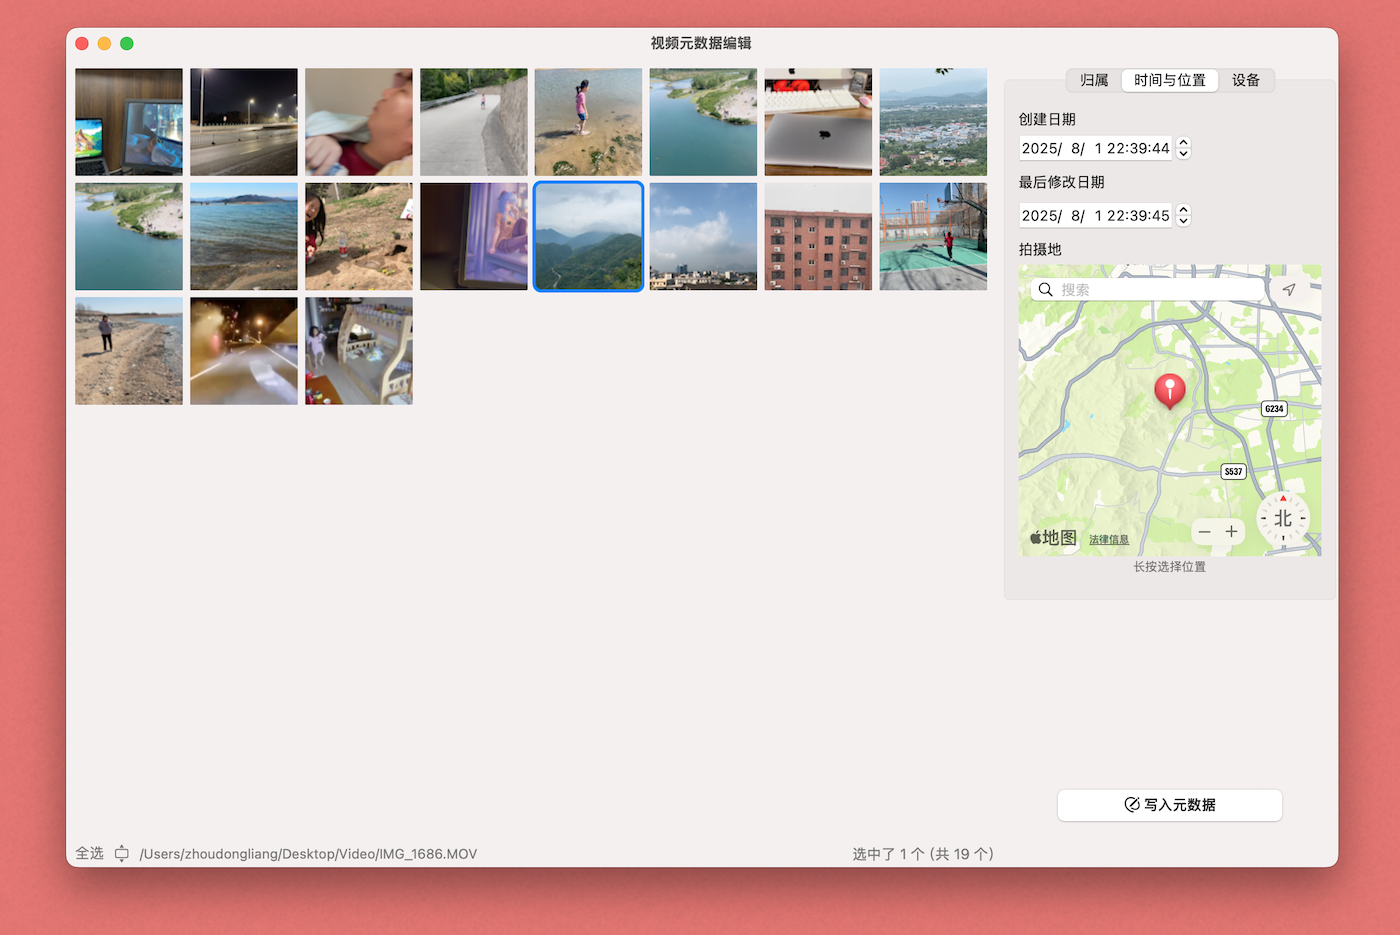 视频元数据编辑
归属 时间与位置 设备
创建日期
2025/ 8/ 1 22:39:44
最后修改日期
2025/ 8/ 1 22:39:45
拍摄地
搜索
G234
S537
北
地图 法律信息
长按选择位置
写入元数据
全选 /Users/zhoudongliang/Desktop/Video/IMG_1686.MOV 选中了 1 个 (共 19 个)